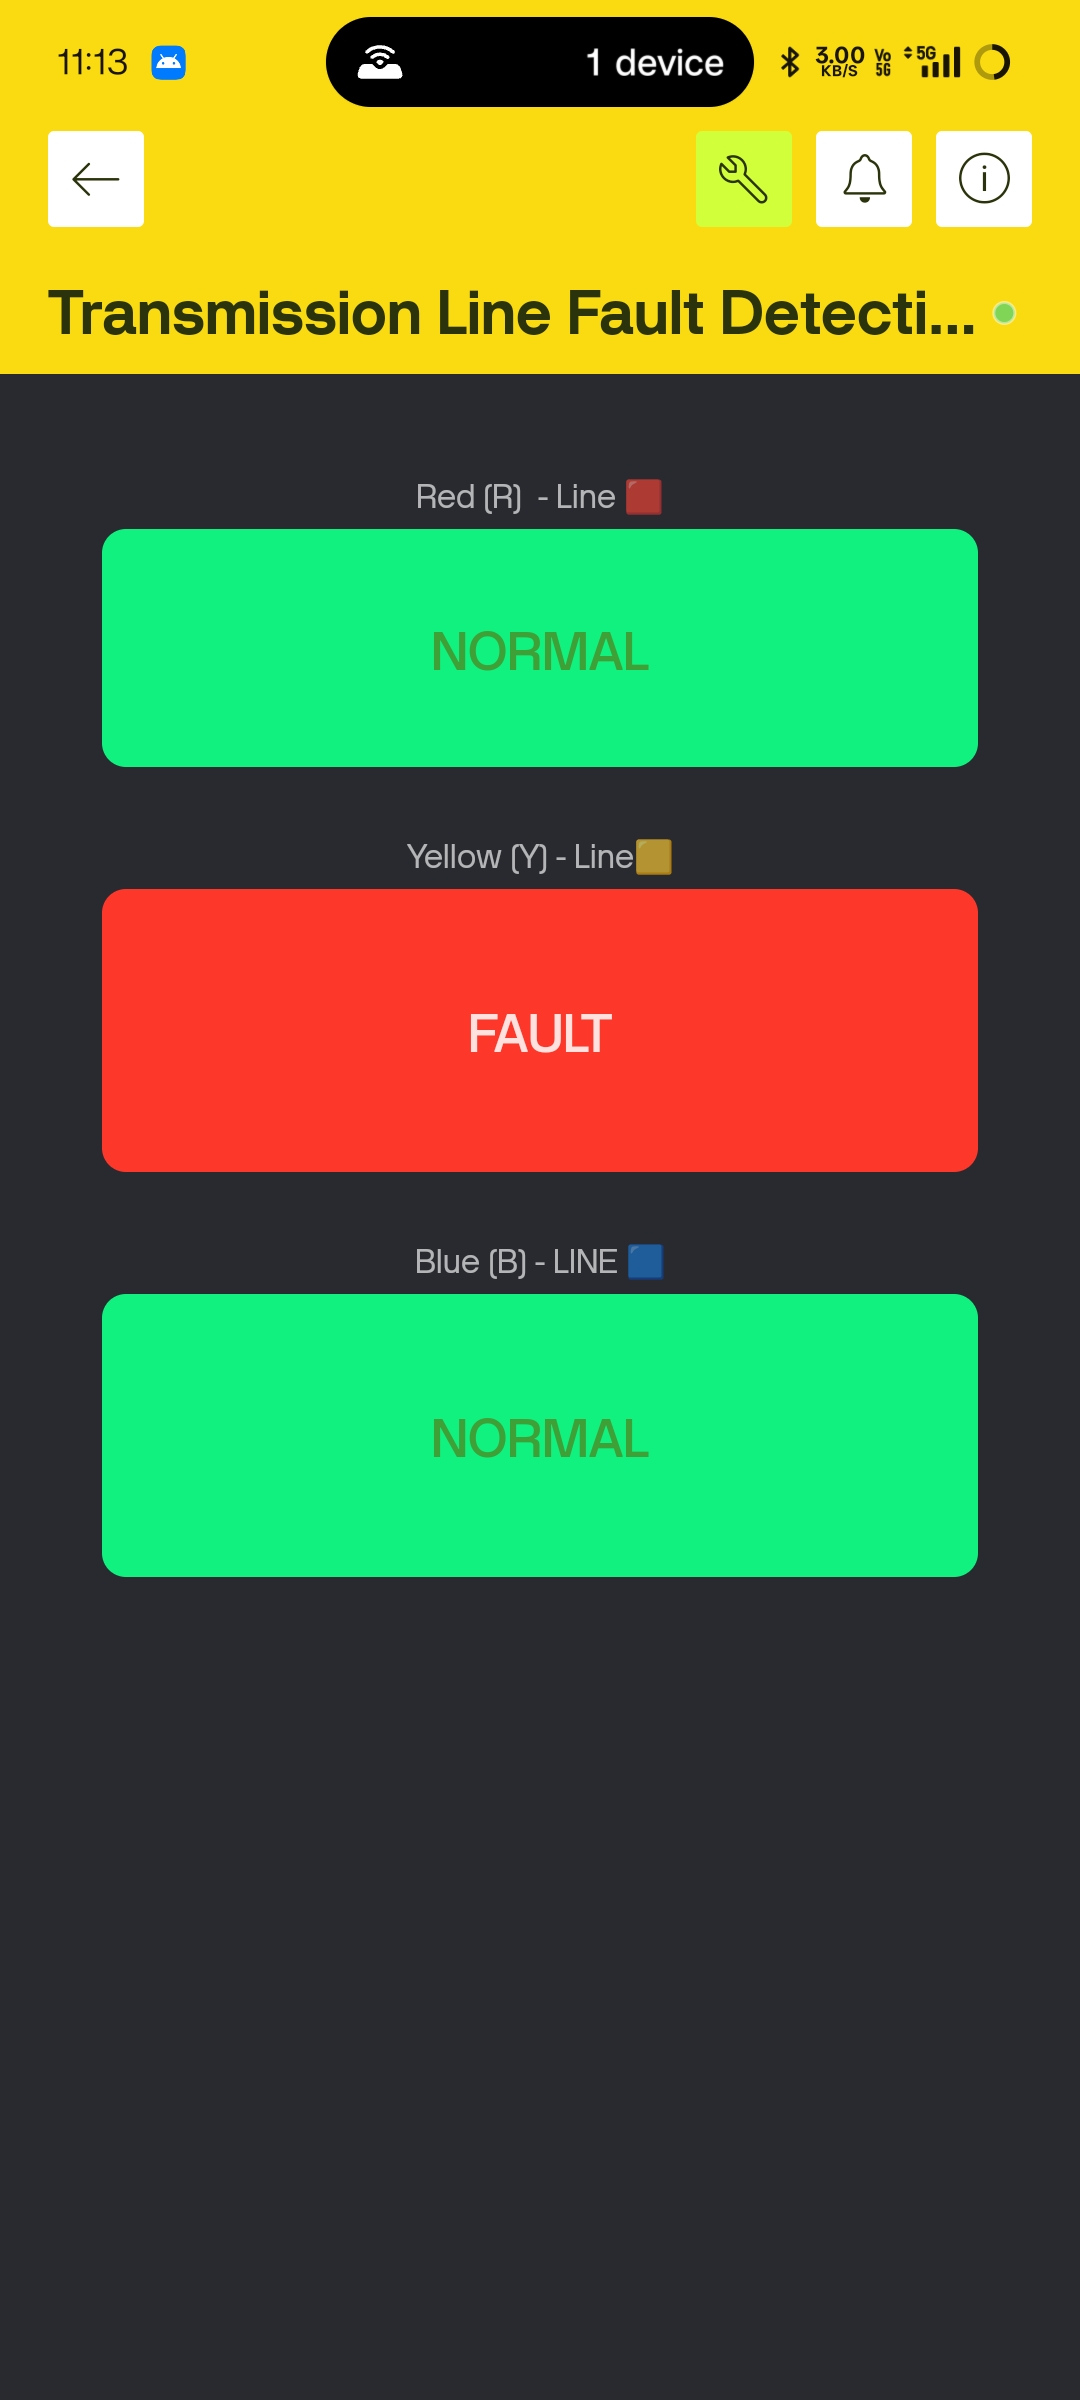 11:13
1 device
3.00
KB/S
Vo
5G
5G
Transmission Line Fault Detecti...
Red (R)  - Line 🟥
NORMAL
Yellow (Y) - Line🟨
FAULT
Blue (B) - LINE 🟦
NORMAL